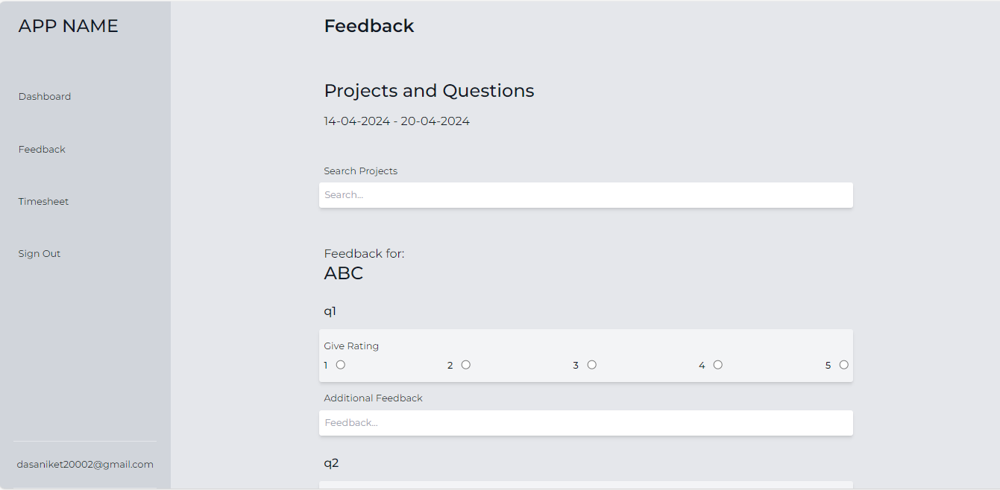 APP NAME
Dashboard
Feedback
Timesheet
Sign Out
dasaniket20002@gmail.com
Feedback
Projects and Questions
14-04-2024 - 20-04-2024
Search Projects
Search...
Feedback for:
ABC
q1
Give Rating
1 2 3 4 5
Additional Feedback
Feedback...
q2